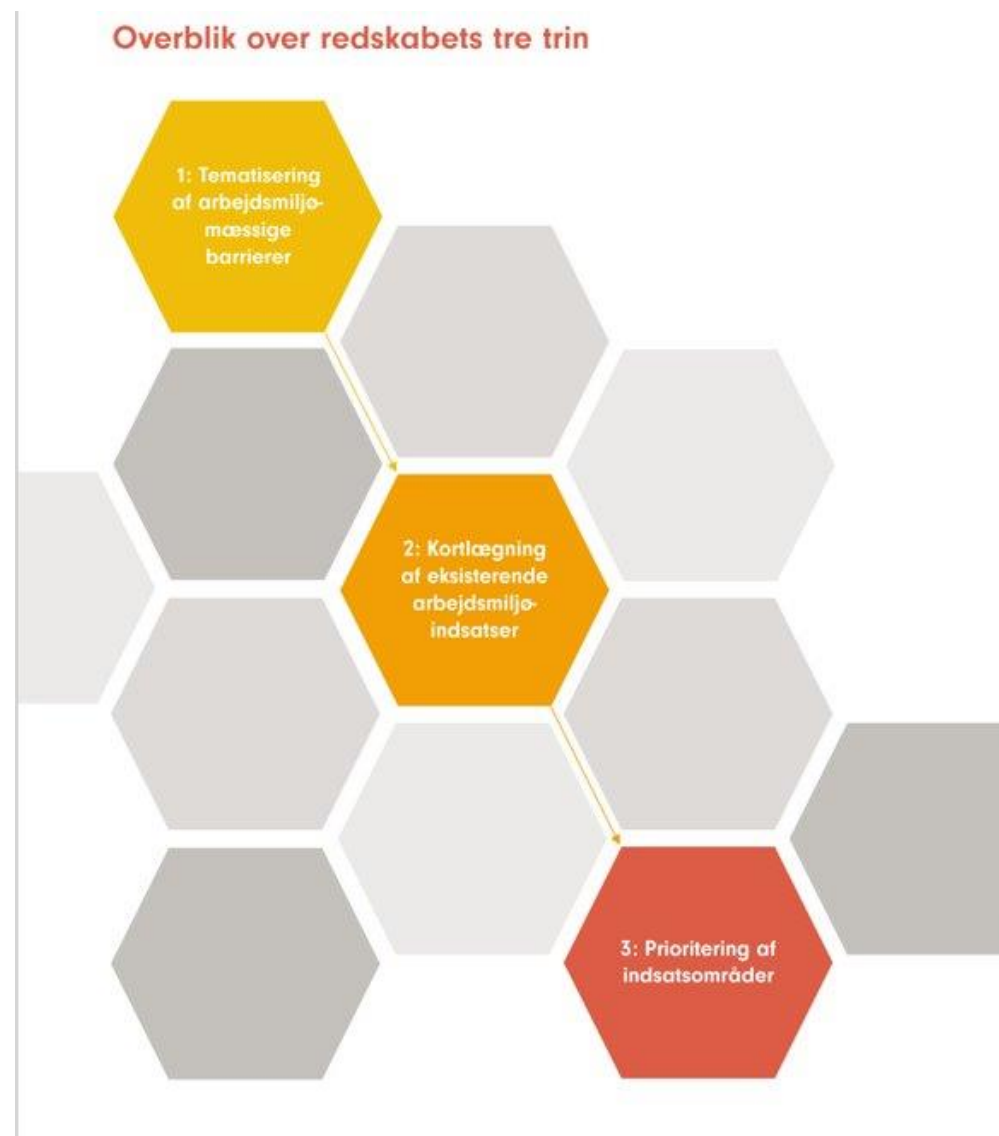 Overblik over redskabets tre trin
1: Tematisering
af arbejdsmiljø-
mæssige
barrierer
2: Kortlægning
af eksisterende
arbejdsmiljø-
indsatser
3: Prioritering af
indsatsområder